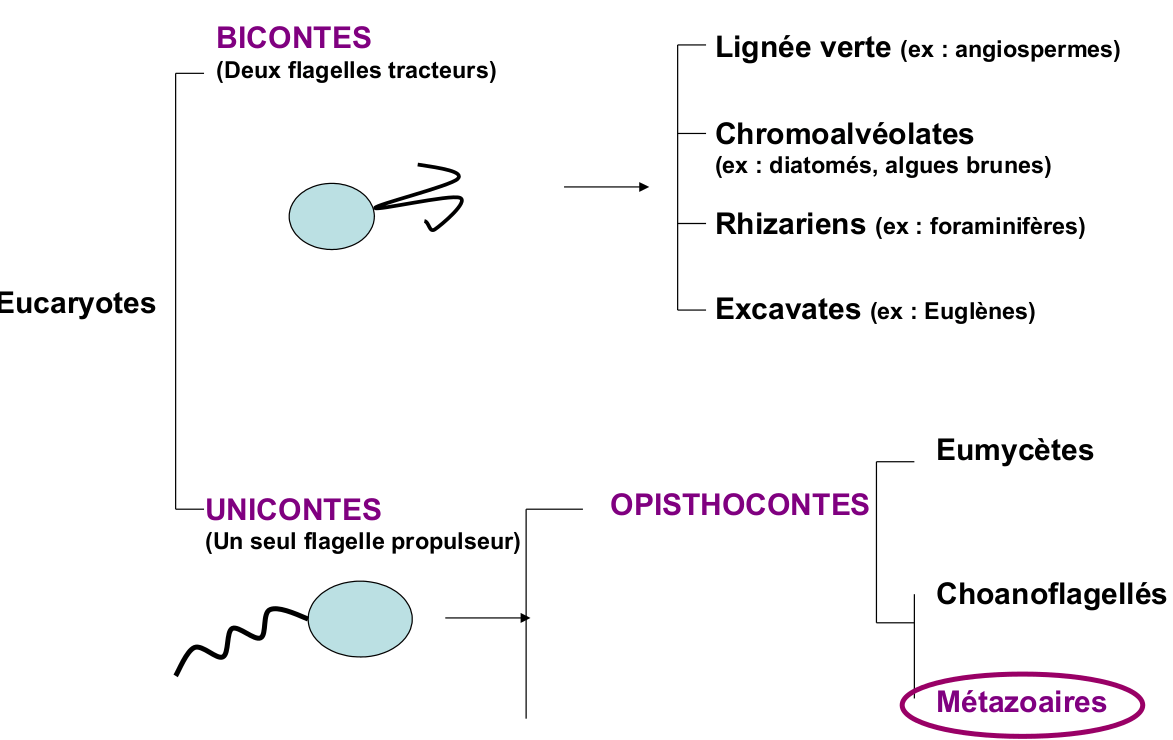 BICONTES
(Deux flagelles tracteurs)
Lignée verte (ex : angiospermes)
Chromoalvéolates
(ex : diatomés, algues brunes)
Rhizariens (ex : foraminifères)
Excavates (ex : Euglènes)
Eucaryotes
UNICONTES
(Un seul flagelle propulseur)
OPISTHOCONTES
Eumycètes
Choanoflagellés
Métazoaires